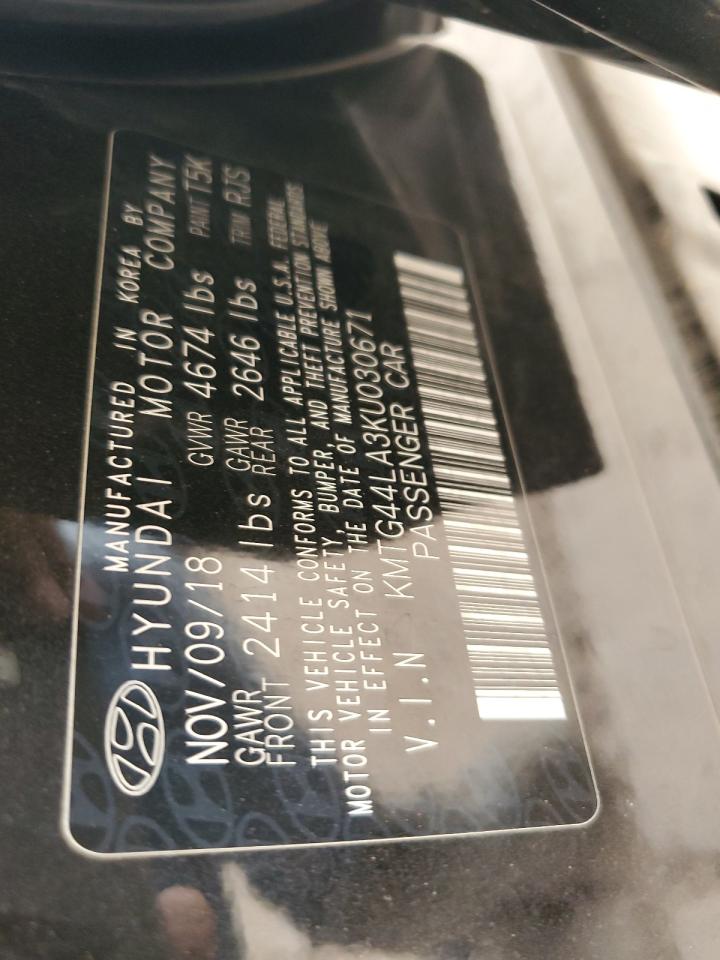 MANUFACTURED IN KOREA BY
HYUNDAI MOTOR COMPANY
NOV/09/18 GVWR 4674 lbs PAINT T5K
GAWR FRONT 2414 lbs GAWR REAR 2646 lbs TRIM RJS
THIS VEHICLE CONFORMS TO ALL APPLICABLE U.S.A. FEDERAL
MOTOR VEHICLE SAFETY, BUMPER, AND THEFT PREVENTION STANDARDS
IN EFFECT ON THE DATE OF MANUFACTURE SHOWN ABOVE
V.I.N KMTG44LA3KU030671
PASSENGER CAR